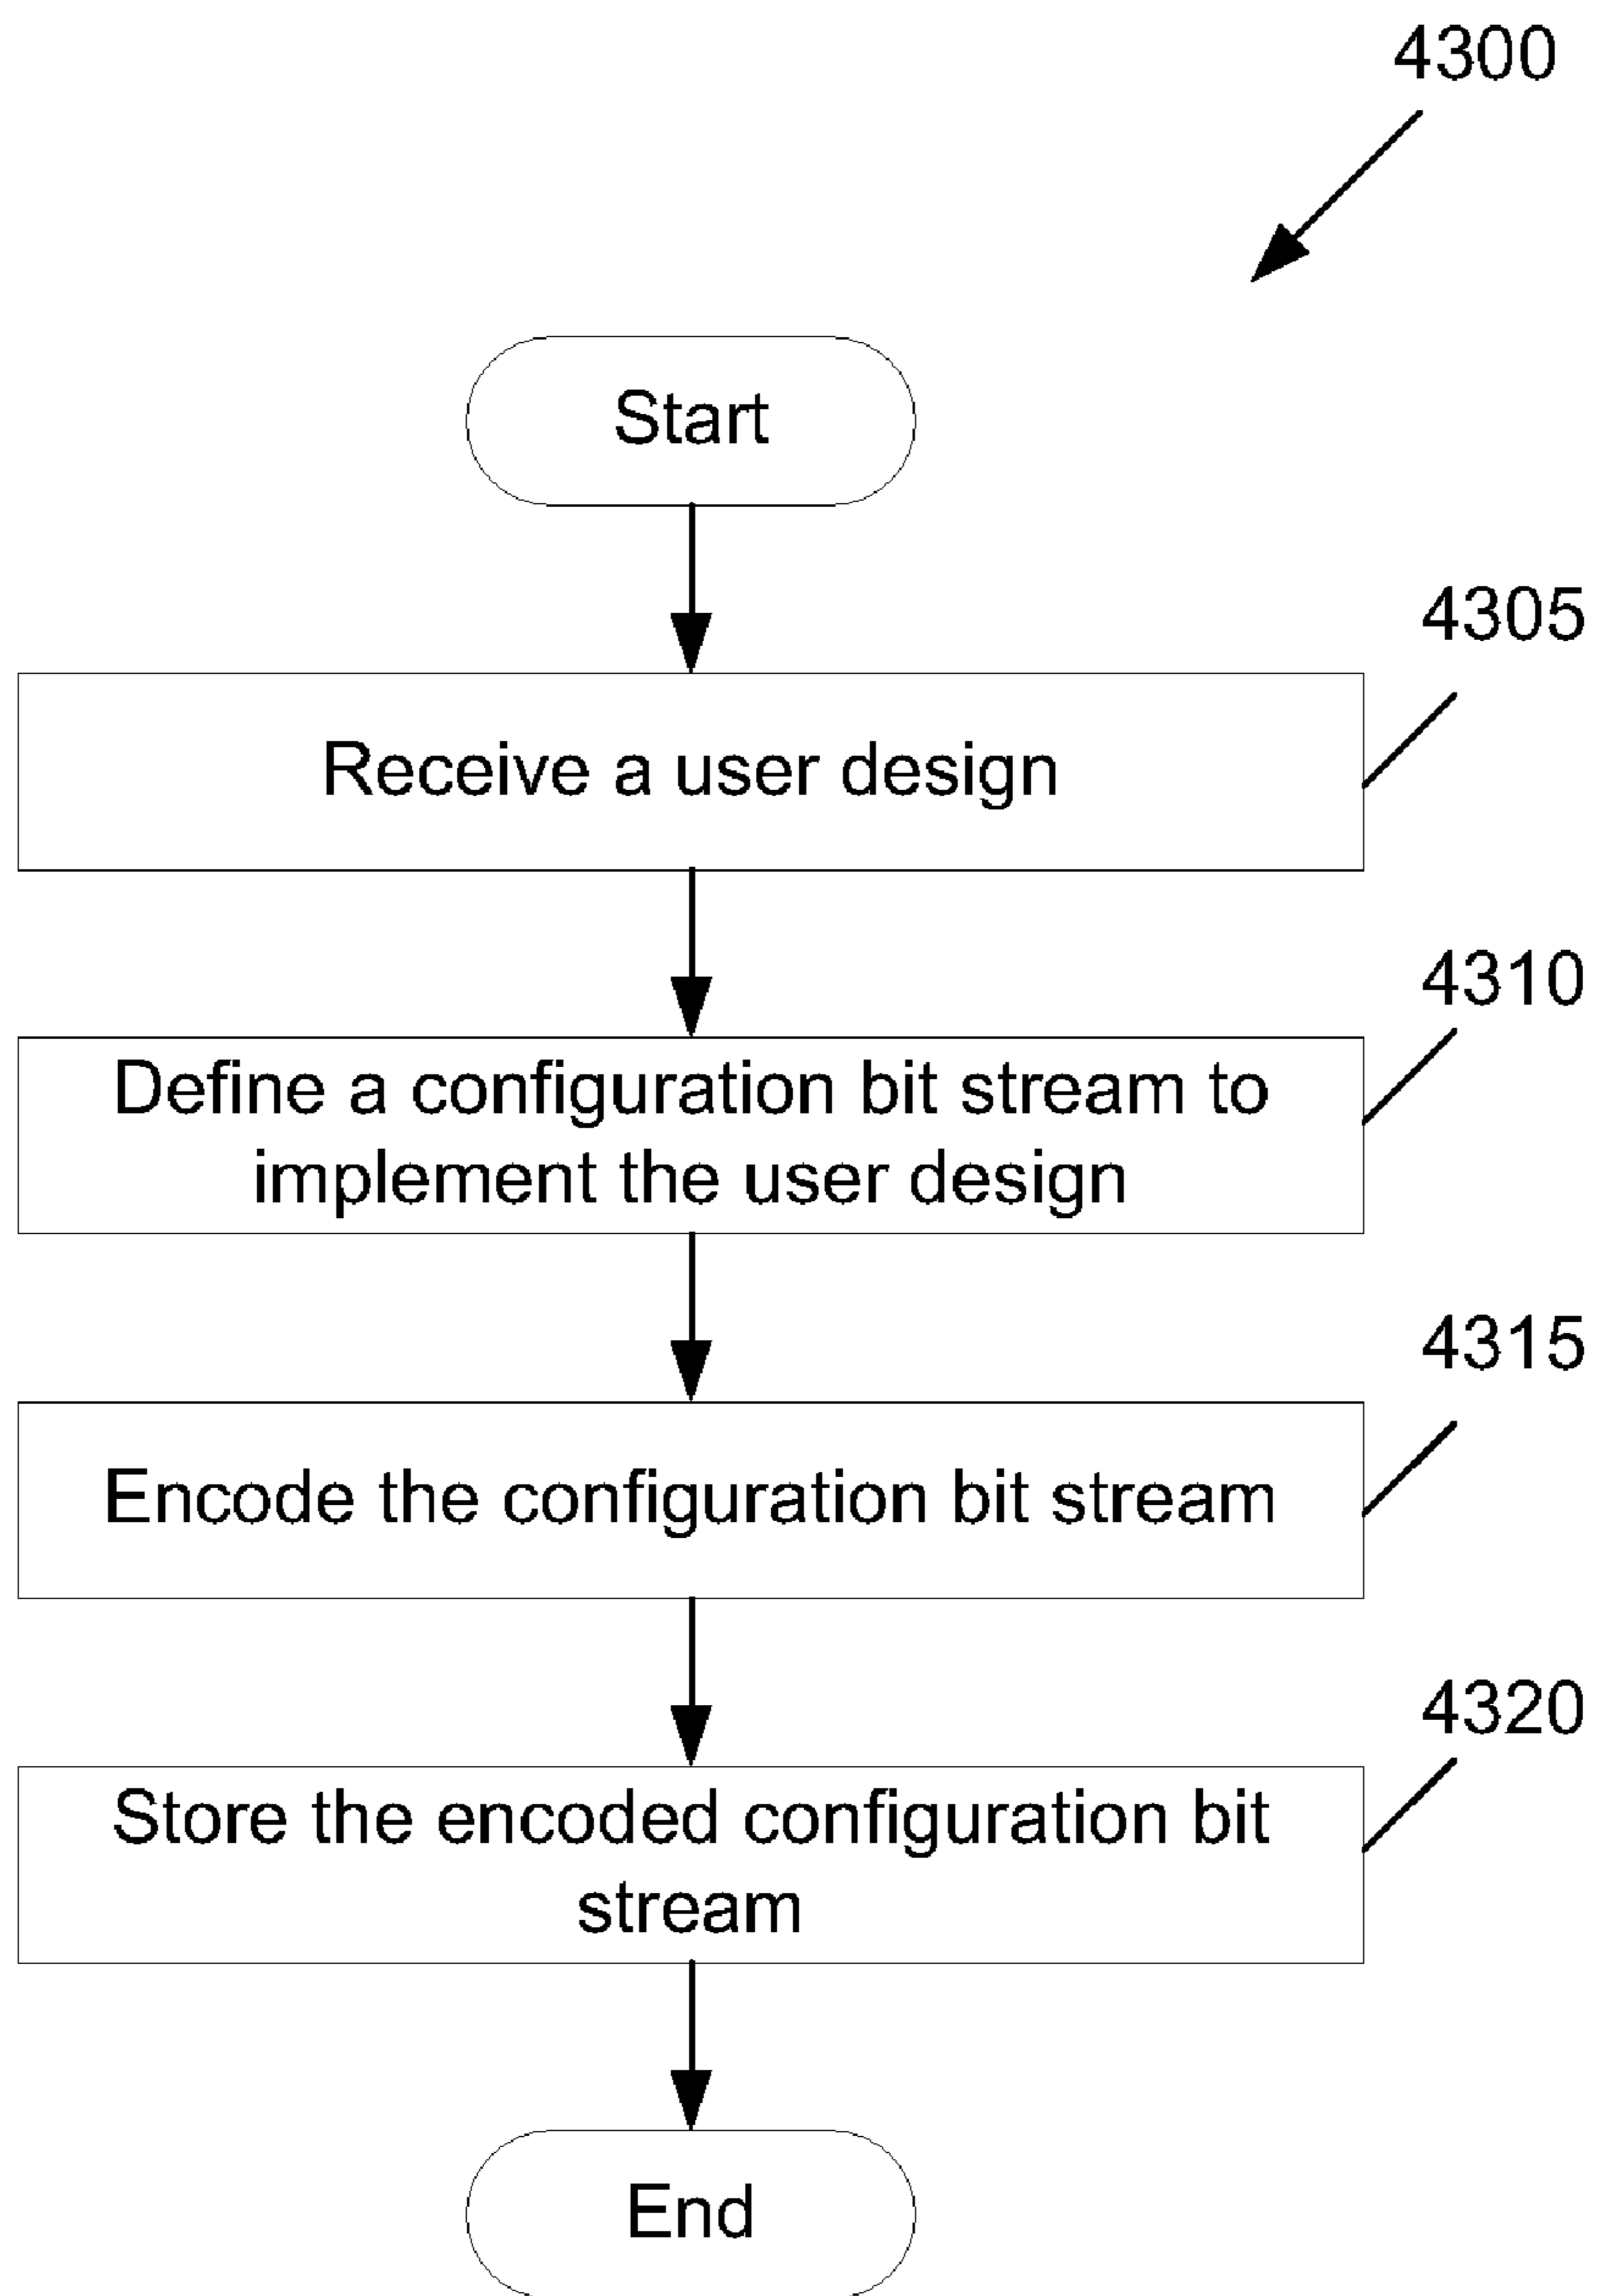 4300
Start
4305
Receive a user design
4310
Define a configuration bit stream to
implement the user design
4315
Encode the configuration bit stream
4320
Store the encoded configuration bit
stream
End